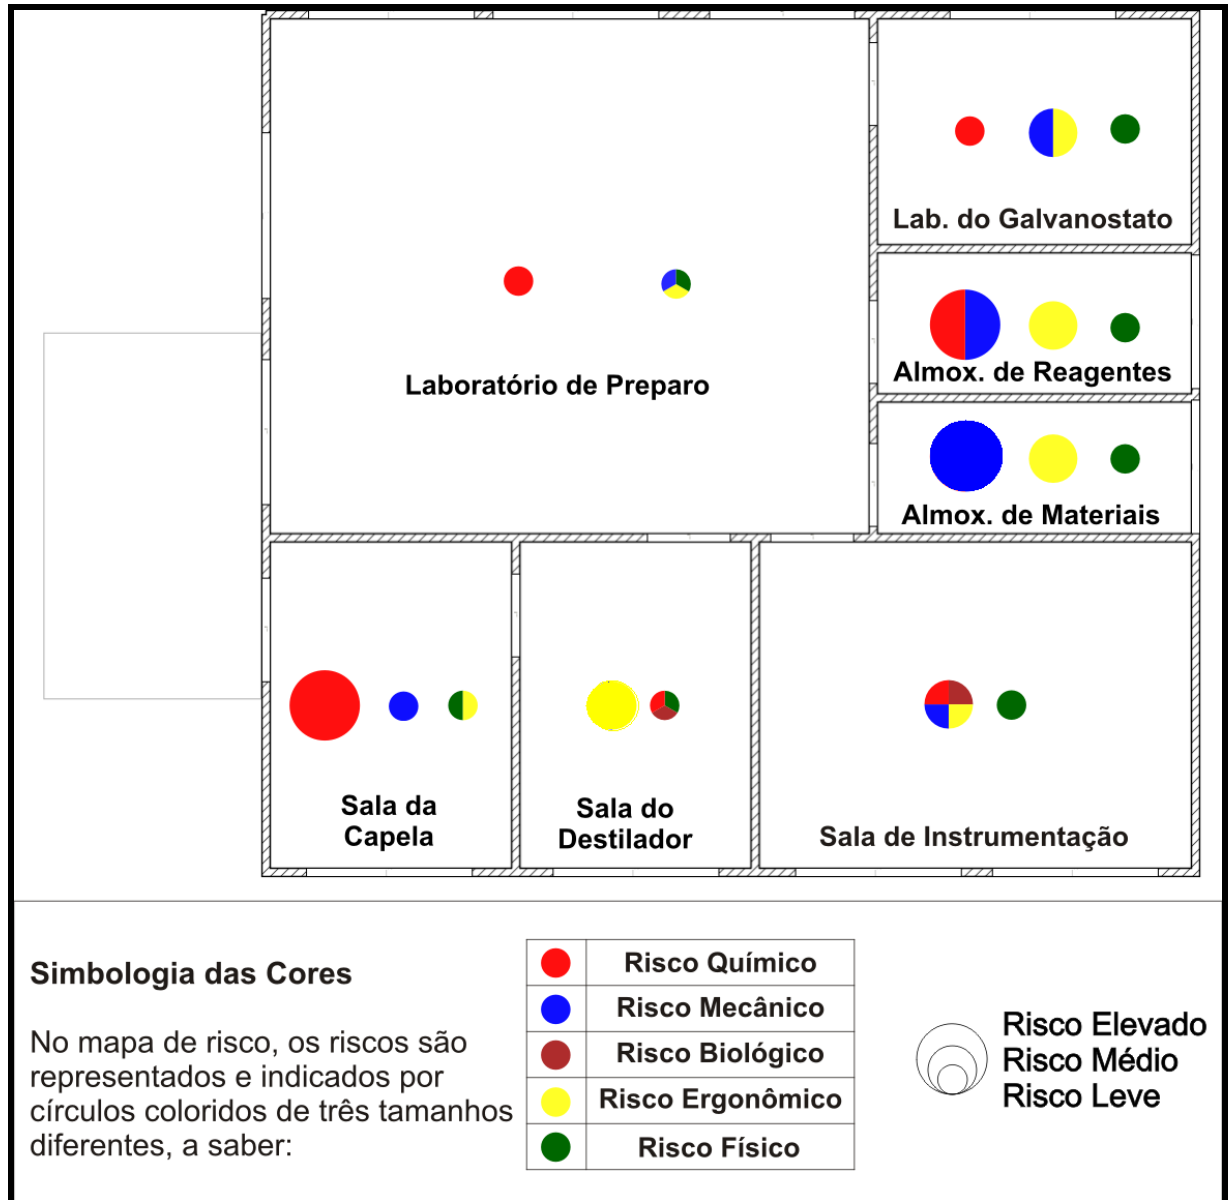 Lab. do Galvanostato
Almox. de Reagentes
Laboratório de Preparo
Almox. de Materiais
Sala da
Capela
Sala do
Destilador
Sala de Instrumentação
Simbologia das Cores
No mapa de risco, os riscos são
representados e indicados por
círculos coloridos de três tamanhos
diferentes, a saber:
Risco Químico
Risco Mecânico
Risco Biológico
Risco Ergonômico
Risco Físico
Risco Elevado
Risco Médio
Risco Leve